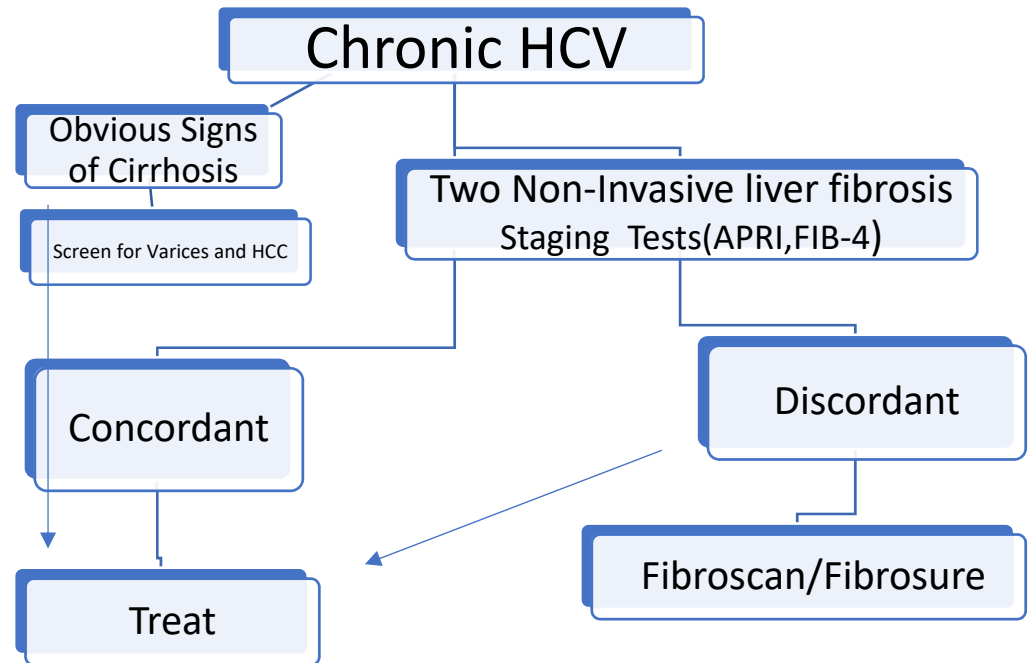 Chronic HCV
Obvious Signs
of Cirrhosis
Screen for Varices and HCC
Two Non-Invasive liver fibrosis
Staging Tests(APRI,FIB-4)
Concordant
Discordant
Treat
Fibroscan/Fibrosure